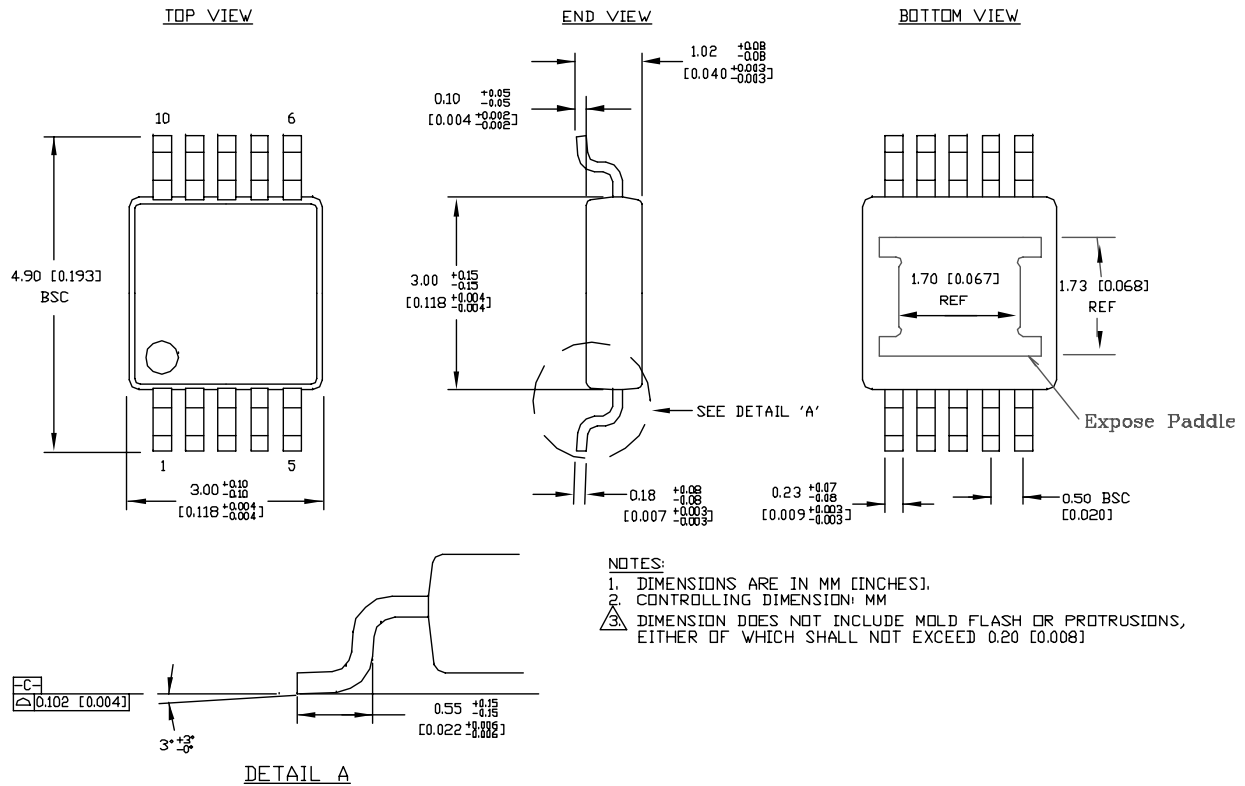 TOP VIEW
END VIEW
BOTTOM VIEW
1.02 +0.08
-0.08
[0.040 +0.003
-0.003]
0.10 +0.05
-0.05
[0.004 +0.002
-0.002]
10
6
4.90 [0.193]
BSC
3.00 +0.15
-0.15
[0.118 +0.004
-0.004]
1.70 [0.067]
REF
1.73 [0.068]
REF
SEE DETAIL 'A'
Expose Paddle
1
5
3.00 +0.10
-0.10
[0.118 +0.004
-0.004]
0.18 +0.08
-0.08
[0.007 +0.003
-0.003]
0.23 +0.07
-0.08
[0.009 +0.003
-0.003]
0.50 BSC
[0.020]
NOTES:
1. DIMENSIONS ARE IN MM [INCHES].
2. CONTROLLING DIMENSION: MM
3. DIMENSION DOES NOT INCLUDE MOLD FLASH OR PROTRUSIONS,
EITHER OF WHICH SHALL NOT EXCEED 0.20 [0.008]
-C-
⌓ 0.102 [0.004]
3° +3°
-0°
0.55 +0.15
-0.15
[0.022 +0.006
-0.006]
DETAIL A